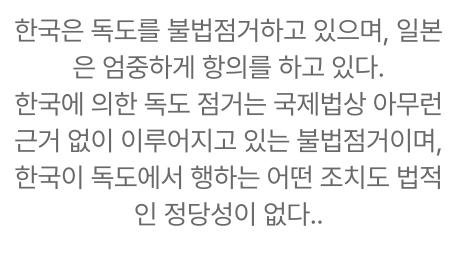 한국은 독도를 불법점거하고 있으며, 일본
은 엄중하게 항의를 하고 있다.
한국에 의한 독도 점거는 국제법상 아무런
근거 없이 이루어지고 있는 불법점거이며,
한국이 독도에서 행하는 어떤 조치도 법적
인 정당성이 없다..